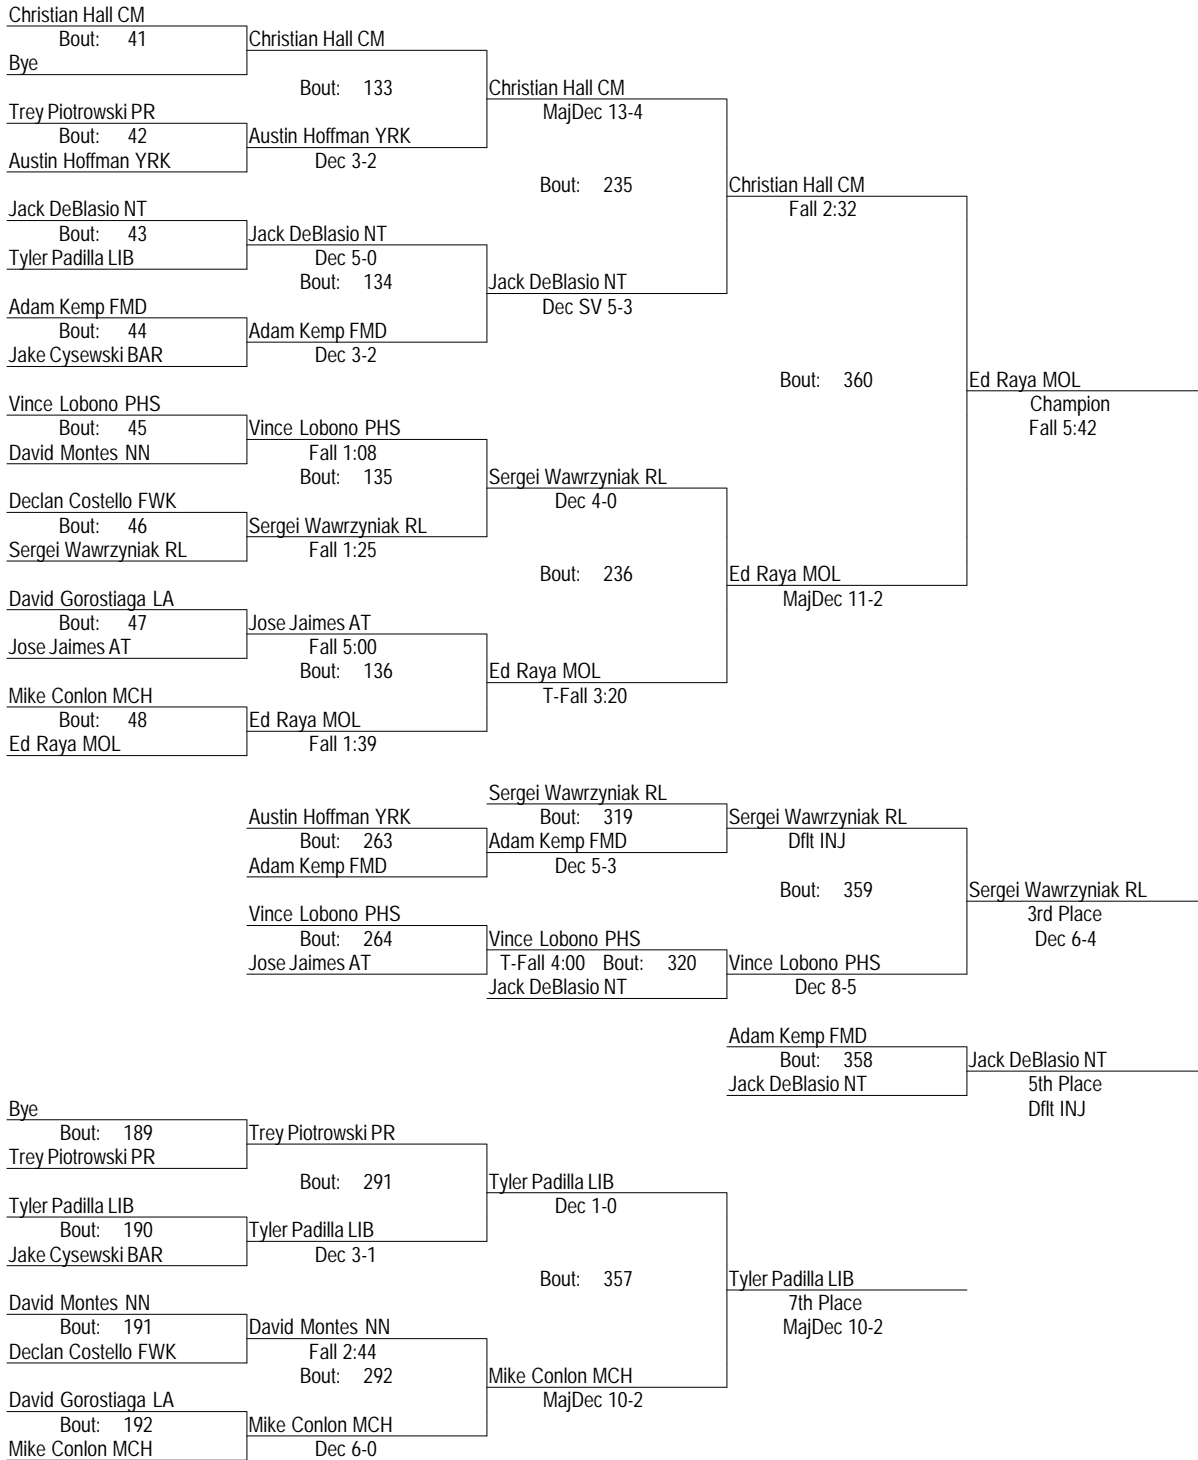 Christian Hall CM
Bout: 41 Christian Hall CM
Bye
Bout: 133 Christian Hall CM
Trey Piotrowski PR MajDec 13-4
Bout: 42 Austin Hoffman YRK
Austin Hoffman YRK Dec 3-2
Bout: 235 Christian Hall CM
Jack DeBlasio NT Fall 2:32
Bout: 43 Jack DeBlasio NT
Tyler Padilla LIB Dec 5-0
Bout: 134 Jack DeBlasio NT
Adam Kemp FMD Dec SV 5-3
Bout: 44 Adam Kemp FMD
Jake Cysewski BAR Dec 3-2
Bout: 360 Ed Raya MOL
Vince Lobono PHS Champion
Bout: 45 Vince Lobono PHS Fall 5:42
David Montes NN Fall 1:08
Bout: 135 Sergei Wawrzyniak RL
Declan Costello FWK Dec 4-0
Bout: 46 Sergei Wawrzyniak RL
Sergei Wawrzyniak RL Fall 1:25
Bout: 236 Ed Raya MOL
David Gorostiaga LA MajDec 11-2
Bout: 47 Jose Jaimes AT
Jose Jaimes AT Fall 5:00
Bout: 136 Ed Raya MOL
Mike Conlon MCH T-Fall 3:20
Bout: 48 Ed Raya MOL
Ed Raya MOL Fall 1:39
Sergei Wawrzyniak RL
Austin Hoffman YRK Bout: 319 Sergei Wawrzyniak RL
Bout: 263 Adam Kemp FMD Dflt INJ
Adam Kemp FMD Dec 5-3
Bout: 359 Sergei Wawrzyniak RL
Vince Lobono PHS 3rd Place
Bout: 264 Vince Lobono PHS Dec 6-4
Jose Jaimes AT T-Fall 4:00 Bout: 320 Vince Lobono PHS
Jack DeBlasio NT Dec 8-5
Adam Kemp FMD
Bout: 358 Jack DeBlasio NT
Jack DeBlasio NT 5th Place
Bye Dflt INJ
Bout: 189 Trey Piotrowski PR
Trey Piotrowski PR
Bout: 291 Tyler Padilla LIB
Tyler Padilla LIB Dec 1-0
Bout: 190 Tyler Padilla LIB
Jake Cysewski BAR Dec 3-1
Bout: 357 Tyler Padilla LIB
David Montes NN 7th Place
Bout: 191 David Montes NN MajDec 10-2
Declan Costello FWK Fall 2:44
Bout: 292 Mike Conlon MCH
David Gorostiaga LA MajDec 10-2
Bout: 192 Mike Conlon MCH
Mike Conlon MCH Dec 6-0